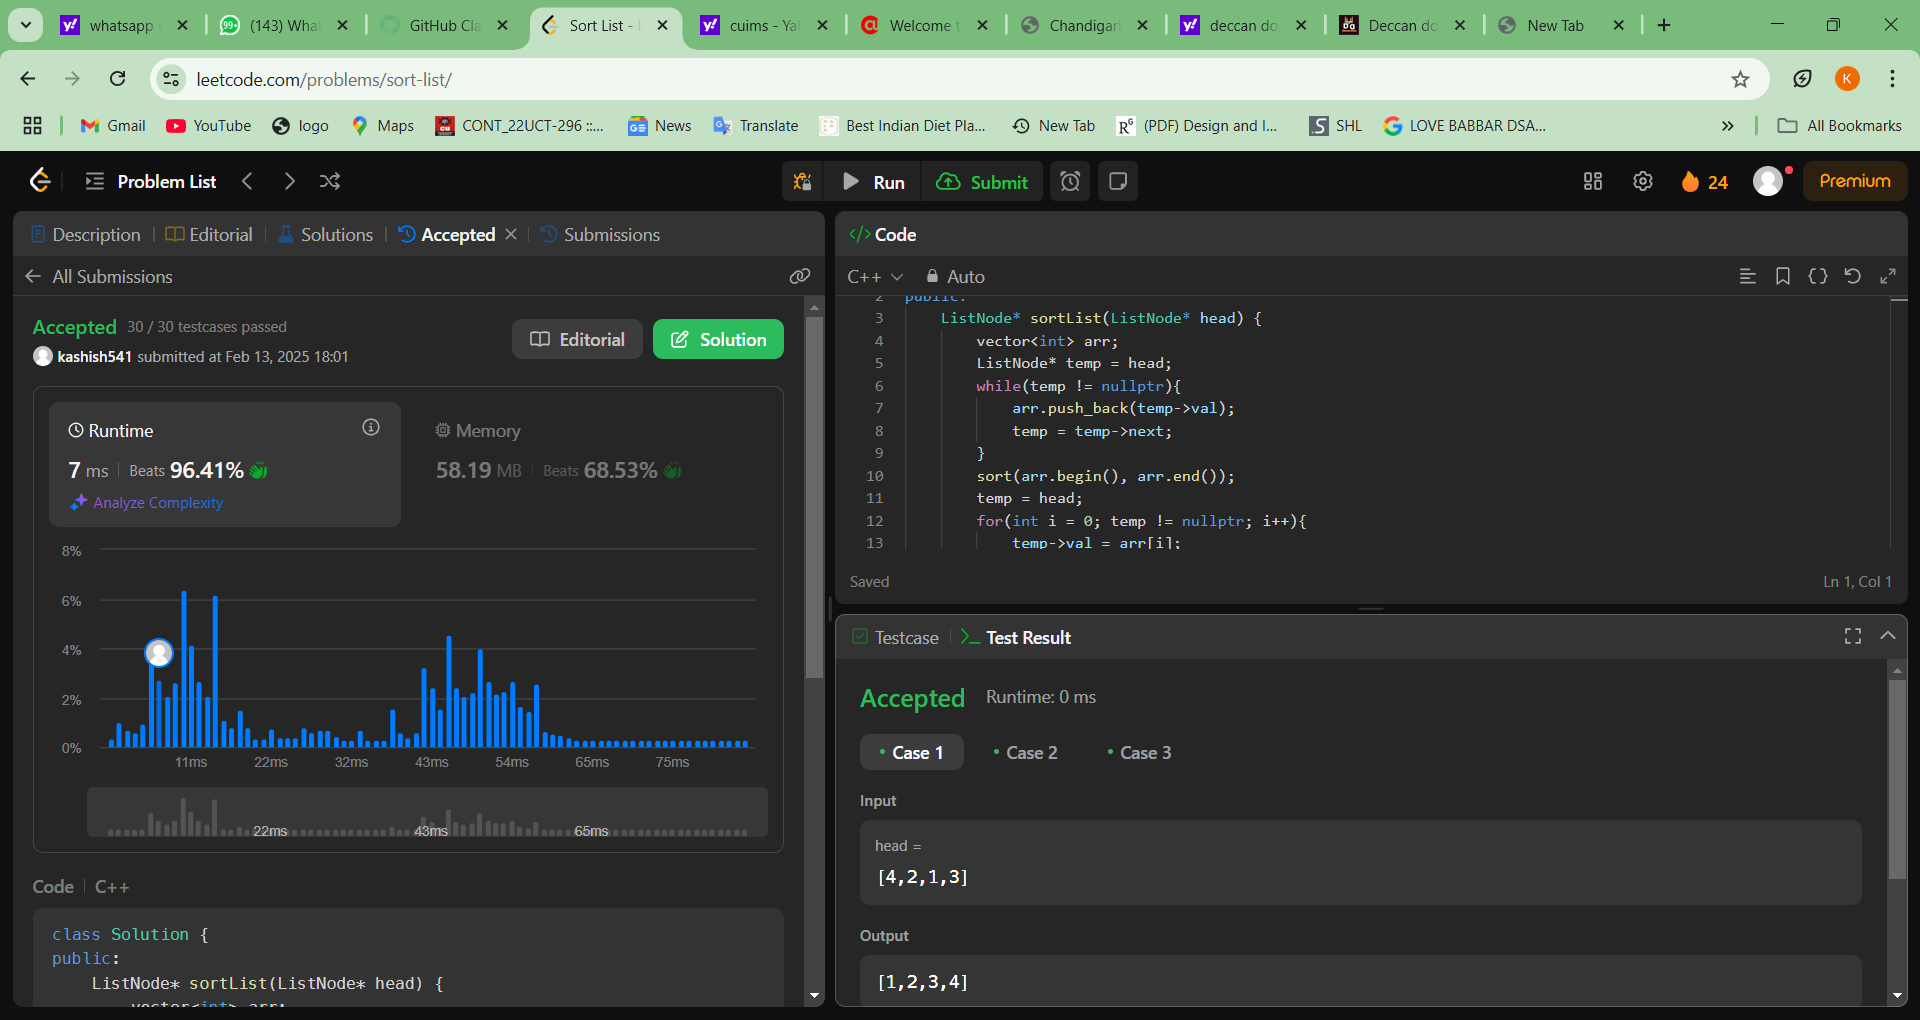 whatsapp
99+ (143) What
GitHub Cla
Sort List -
cuims - Ya
Welcome t
Chandigar
deccan do
Deccan do
New Tab
leetcode.com/problems/sort-list/
K
Gmail YouTube logo Maps CONT_22UCT-296 ::... News Translate Best Indian Diet Pla... New Tab (PDF) Design and I... SHL LOVE BABBAR DSA... » All Bookmarks
Problem List Run Submit 24 Premium
Description Editorial Solutions Accepted Submissions
All Submissions
Accepted 30 / 30 testcases passed
kashish541 submitted at Feb 13, 2025 18:01
Editorial Solution
Runtime
7 ms Beats 96.41%
Analyze Complexity
Memory
58.19 MB Beats 68.53%
8%
6%
4%
2%
0%
11ms 22ms 32ms 43ms 54ms 65ms 75ms
22ms 43ms 65ms
Code C++
class Solution {
public:
ListNode* sortList(ListNode* head) {
vector<int> arr;
</> Code
C++ Auto
2 public:
3 ListNode* sortList(ListNode* head) {
4 vector<int> arr;
5 ListNode* temp = head;
6 while(temp != nullptr){
7 arr.push_back(temp->val);
8 temp = temp->next;
9 }
10 sort(arr.begin(), arr.end());
11 temp = head;
12 for(int i = 0; temp != nullptr; i++){
13 temp->val = arr[i];
Saved Ln 1, Col 1
Testcase Test Result
Accepted Runtime: 0 ms
Case 1 Case 2 Case 3
Input
head =
[4,2,1,3]
Output
[1,2,3,4]